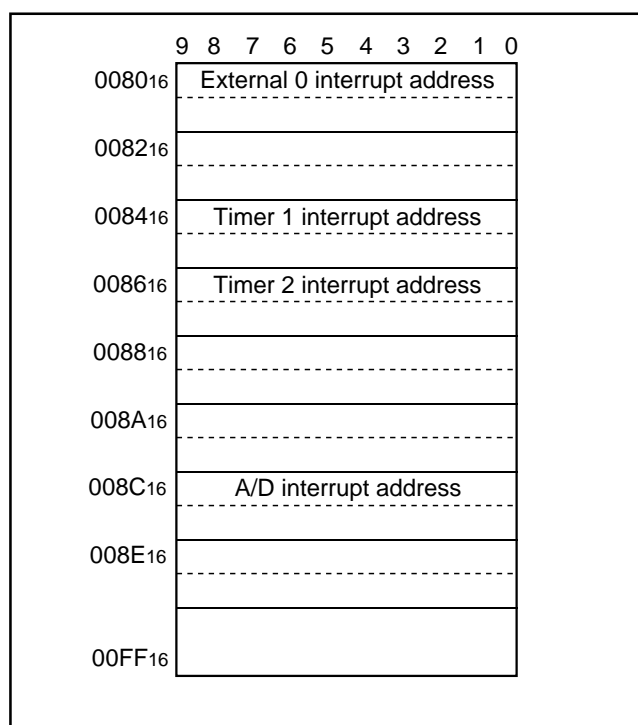 9 8 7 6 5 4 3 2 1 0
008016 External 0 interrupt address
008216
008416 Timer 1 interrupt address
008616 Timer 2 interrupt address
008816
008A16
008C16 A/D interrupt address
008E16
00FF16